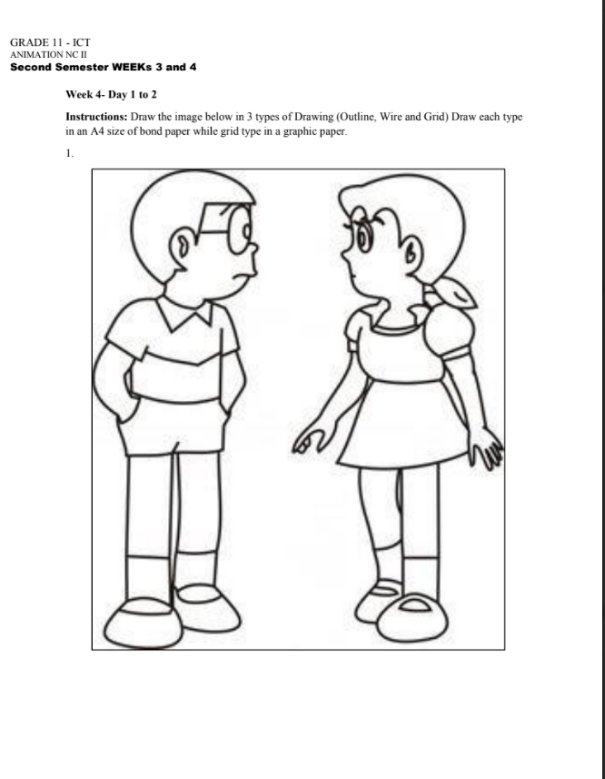 GRADE 11 - ICT
ANIMATION NC II
Second Semester WEEKs 3 and 4
Week 4- Day 1 to 2
Instructions: Draw the image below in 3 types of Drawing (Outline, Wire and Grid) Draw each type
in an A4 size of bond paper while grid type in a graphic paper.
1.